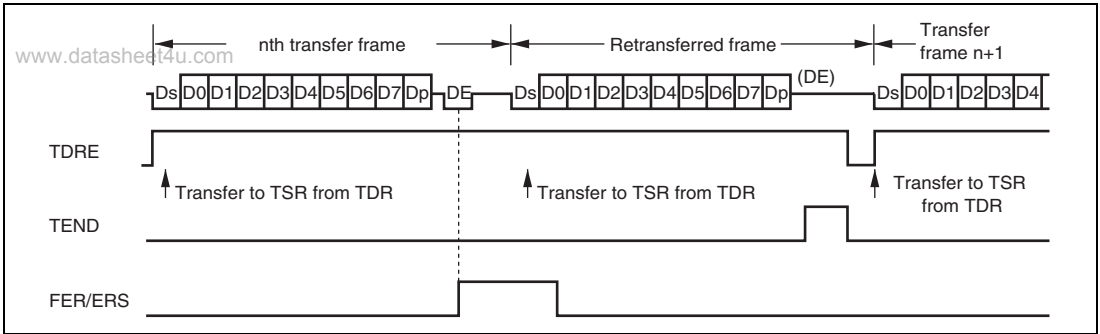 nth transfer frame
Retransferred frame
Transfer
frame n+1
www.datasheet4u.com
Ds D0 D1 D2 D3 D4 D5 D6 D7 Dp DE Ds D0 D1 D2 D3 D4 D5 D6 D7 Dp (DE) Ds D0 D1 D2 D3 D4
TDRE
Transfer to TSR from TDR
Transfer to TSR from TDR
Transfer to TSR
from TDR
TEND
FER/ERS